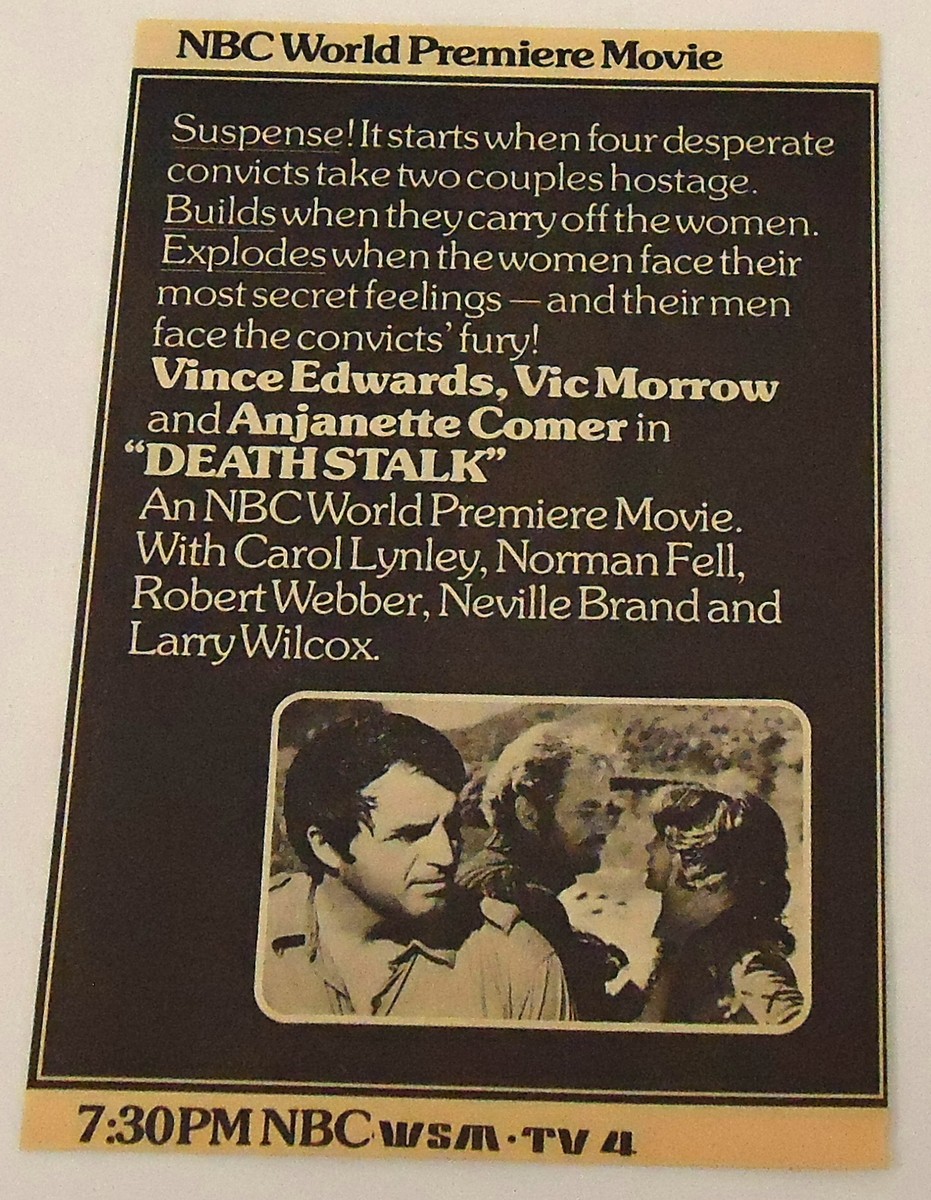 NBC World Premiere Movie
Suspense! It starts when four desperate
convicts take two couples hostage.
Builds when they carry off the women.
Explodes when the women face their
most secret feelings — and their men
face the convicts' fury!
Vince Edwards, Vic Morrow
and Anjanette Comer in
“DEATH STALK”
An NBC World Premiere Movie.
With Carol Lynley, Norman Fell,
Robert Webber, Neville Brand and
Larry Wilcox.
7:30PM NBC WSM·TV 4